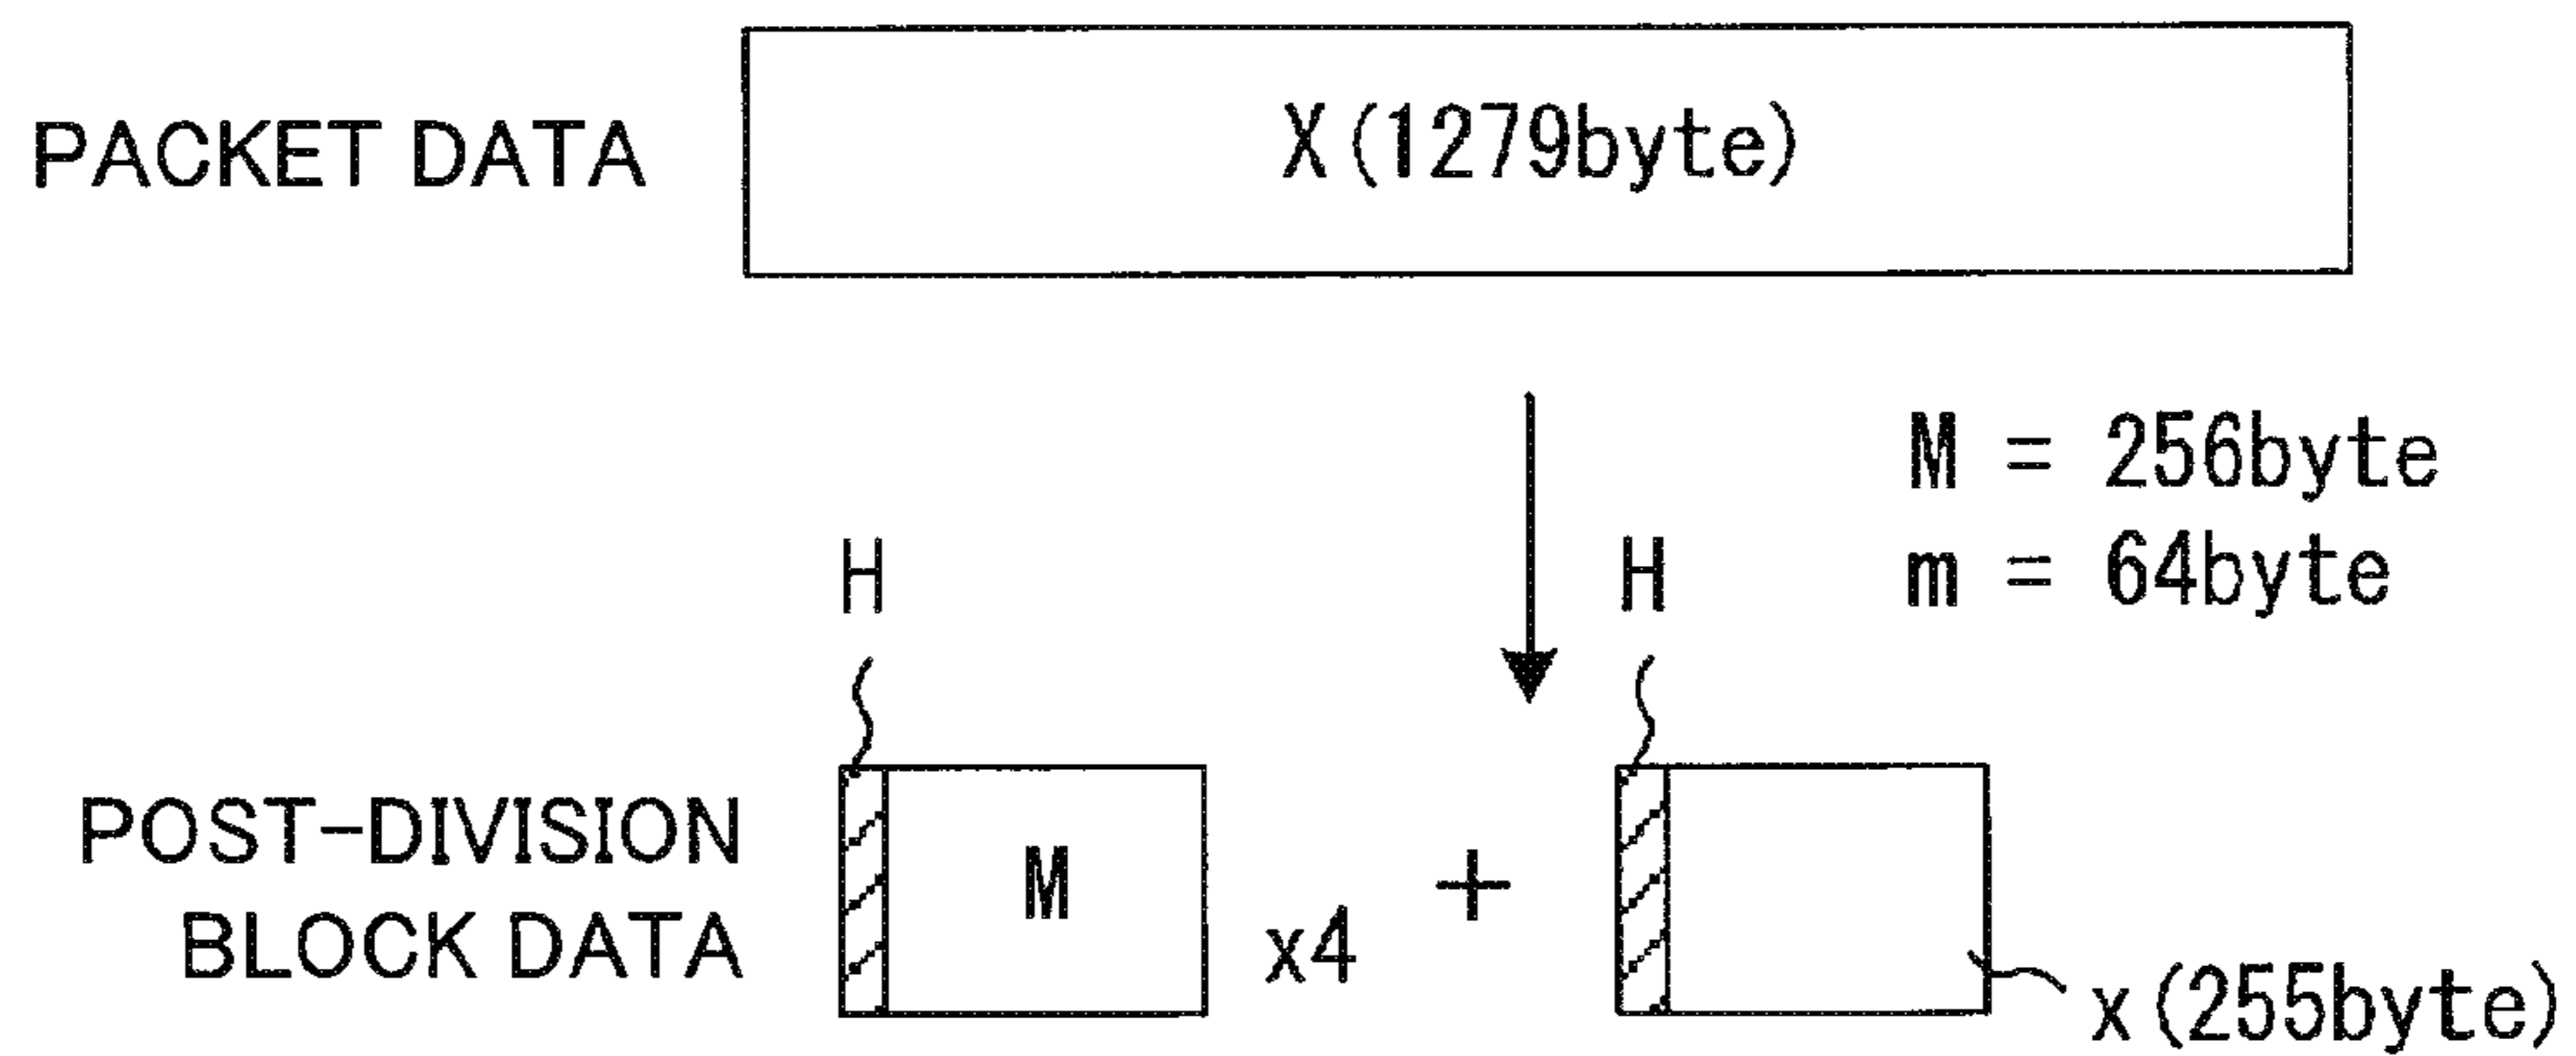 PACKET DATA
X(1279byte)
M = 256byte
m = 64byte
H
H
POST-DIVISION
BLOCK DATA
M
x4
+
x(255byte)